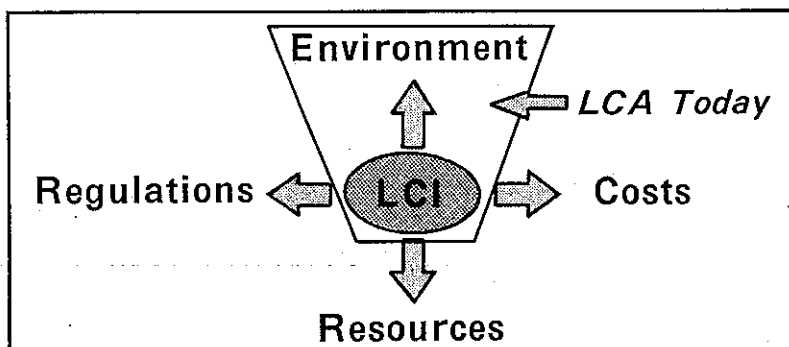 Environment
LCA Today
Regulations
LCI
Costs
Resources